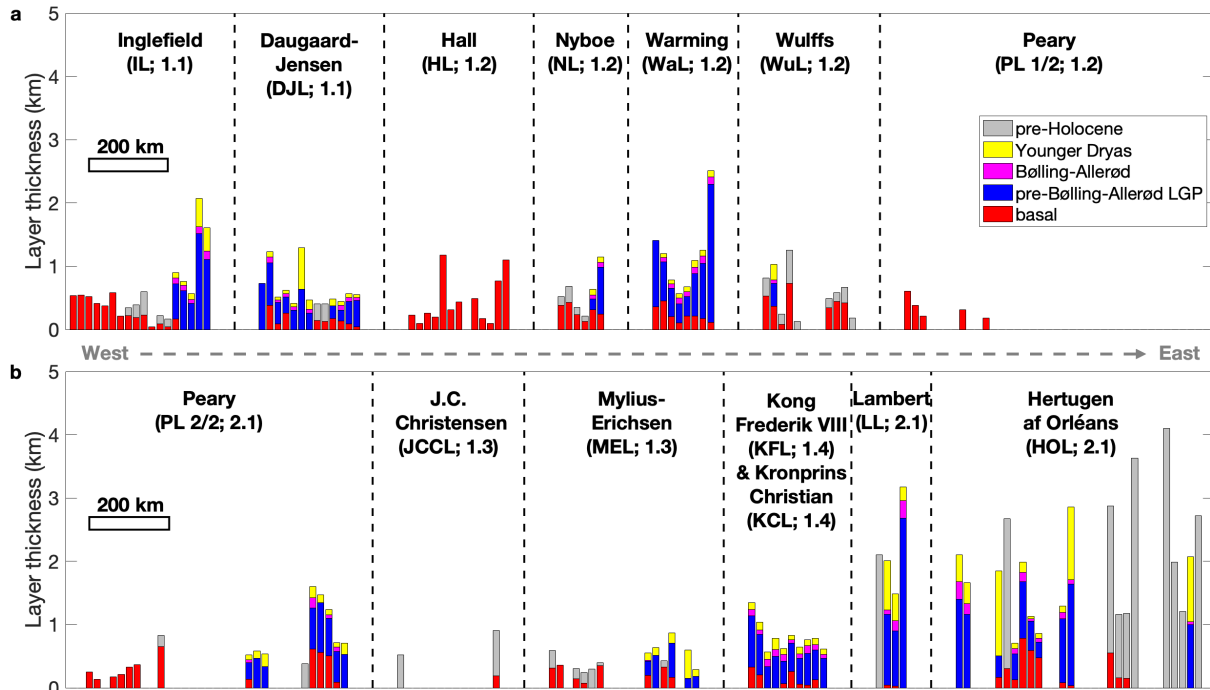 a
5
4
3
2
1
0
Layer thickness (km)
Inglefield
(IL; 1.1)
Daugaard-
Jensen
(DJL; 1.1)
Hall
(HL; 1.2)
Nyboe
(NL; 1.2)
Warming
(WaL; 1.2)
Wulffs
(WuL; 1.2)
Peary
(PL 1/2; 1.2)
200 km
pre-Holocene
Younger Dryas
Bølling-Allerød
pre-Bølling-Allerød LGP
basal
West
East
b
5
4
3
2
1
0
Layer thickness (km)
Peary
(PL 2/2; 2.1)
J.C.
Christensen
(JCCL; 1.3)
Mylius-
Erichsen
(MEL; 1.3)
Kong
Frederik VIII
(KFL; 1.4)
& Kronprins
Christian
(KCL; 1.4)
Lambert
(LL; 2.1)
Hertugen
af Orléans
(HOL; 2.1)
200 km